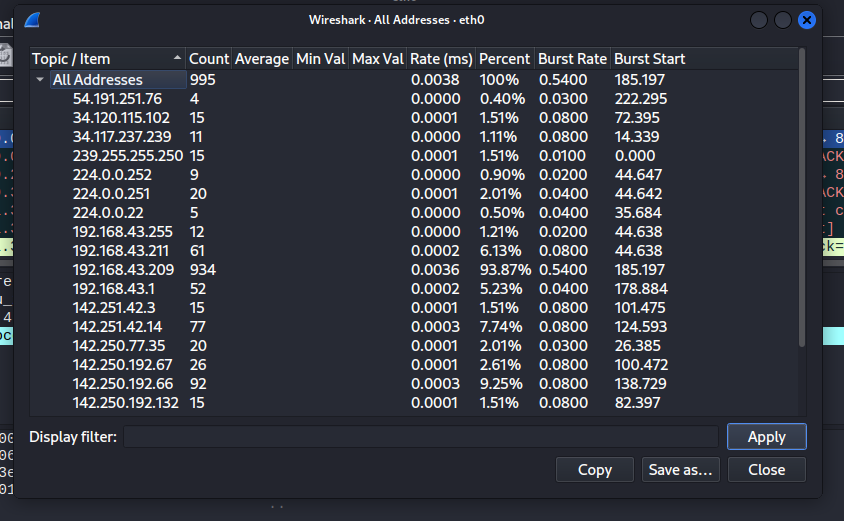 Wireshark · All Addresses · eth0
Topic / Item Count Average Min Val Max Val Rate (ms) Percent Burst Rate Burst Start
All Addresses 995 0.0038 100% 0.5400 185.197
54.191.251.76 4 0.0000 0.40% 0.0300 222.295
34.120.115.102 15 0.0001 1.51% 0.0800 72.395
34.117.237.239 11 0.0000 1.11% 0.0800 14.339
239.255.255.250 15 0.0001 1.51% 0.0100 0.000
224.0.0.252 9 0.0000 0.90% 0.0200 44.647
224.0.0.251 20 0.0001 2.01% 0.0400 44.642
224.0.0.22 5 0.0000 0.50% 0.0400 35.684
192.168.43.255 12 0.0000 1.21% 0.0200 44.638
192.168.43.211 61 0.0002 6.13% 0.0800 44.638
192.168.43.209 934 0.0036 93.87% 0.5400 185.197
192.168.43.1 52 0.0002 5.23% 0.0400 178.884
142.251.42.3 15 0.0001 1.51% 0.0800 101.475
142.251.42.14 77 0.0003 7.74% 0.0800 124.593
142.250.77.35 20 0.0001 2.01% 0.0300 26.385
142.250.192.67 26 0.0001 2.61% 0.0800 100.472
142.250.192.66 92 0.0003 9.25% 0.0800 138.729
142.250.192.132 15 0.0001 1.51% 0.0800 82.397
Display filter:
Apply
Copy Save as... Close